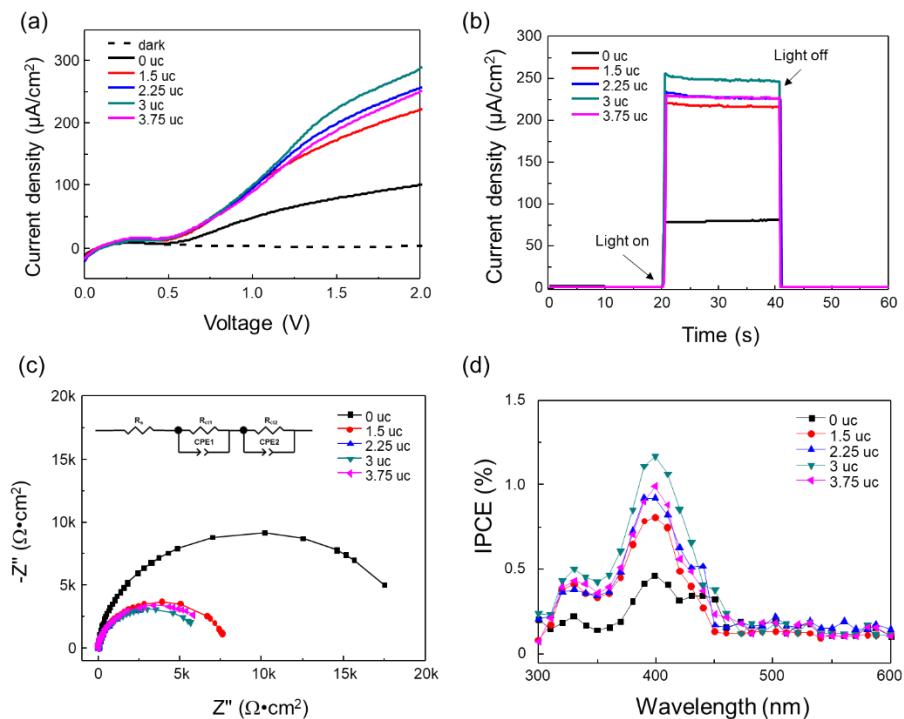 (a)
dark
0 uc
1.5 uc
2.25 uc
3 uc
3.75 uc
300
200
100
0
0.0 0.5 1.0 1.5 2.0
Current density (μA/cm²)
Voltage (V)
(b)
0 uc
1.5 uc
2.25 uc
3 uc
3.75 uc
Light off
Light on
300
250
200
150
100
50
0
0 10 20 30 40 50 60
Current density (μA/cm²)
Time (s)
(c)
20k
15k
10k
5k
0
0 5k 10k 15k 20k
-Z" (Ω•cm²)
Z" (Ω•cm²)
Rct1 Rct2
CPE1 CPE2
0 uc
1.5 uc
2.25 uc
3 uc
3.75 uc
(d)
1.5
1.0
0.5
0.0
300 400 500 600
IPCE (%)
Wavelength (nm)
0 uc
1.5 uc
2.25 uc
3 uc
3.75 uc